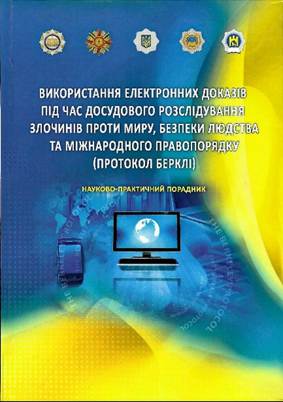 ВИКОРИСТАННЯ ЕЛЕКТРОННИХ ДОКАЗІВ
ПІД ЧАС ДОСУДОВОГО РОЗСЛІДУВАННЯ
ЗЛОЧИНІВ ПРОТИ МИРУ, БЕЗПЕКИ ЛЮДСТВА
ТА МІЖНАРОДНОГО ПРАВОПОРЯДКУ
(ПРОТОКОЛ БЕРКЛІ)
НАУКОВО-ПРАКТИЧНИЙ ПОРАДНИК